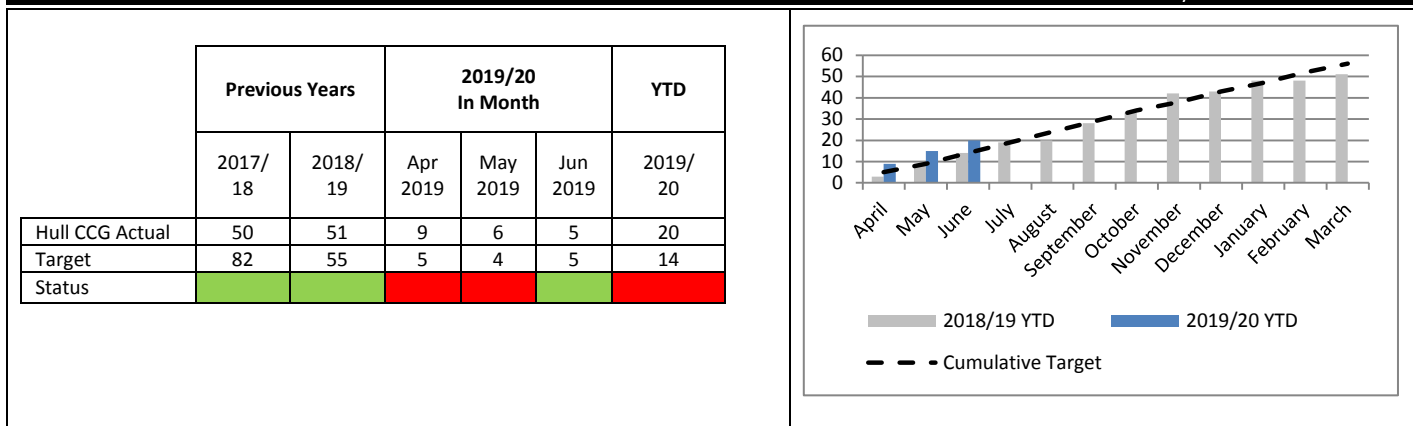 Previous Years
2019/20
In Month
YTD
2017/
18
2018/
19
Apr
2019
May
2019
Jun
2019
2019/
20
Hull CCG Actual 50 51 9 6 5 20
Target 82 55 5 4 5 14
Status
60
50
40
30
20
10
0
April
May
June
July
August
September
October
November
December
January
February
March
2018/19 YTD
2019/20 YTD
Cumulative Target